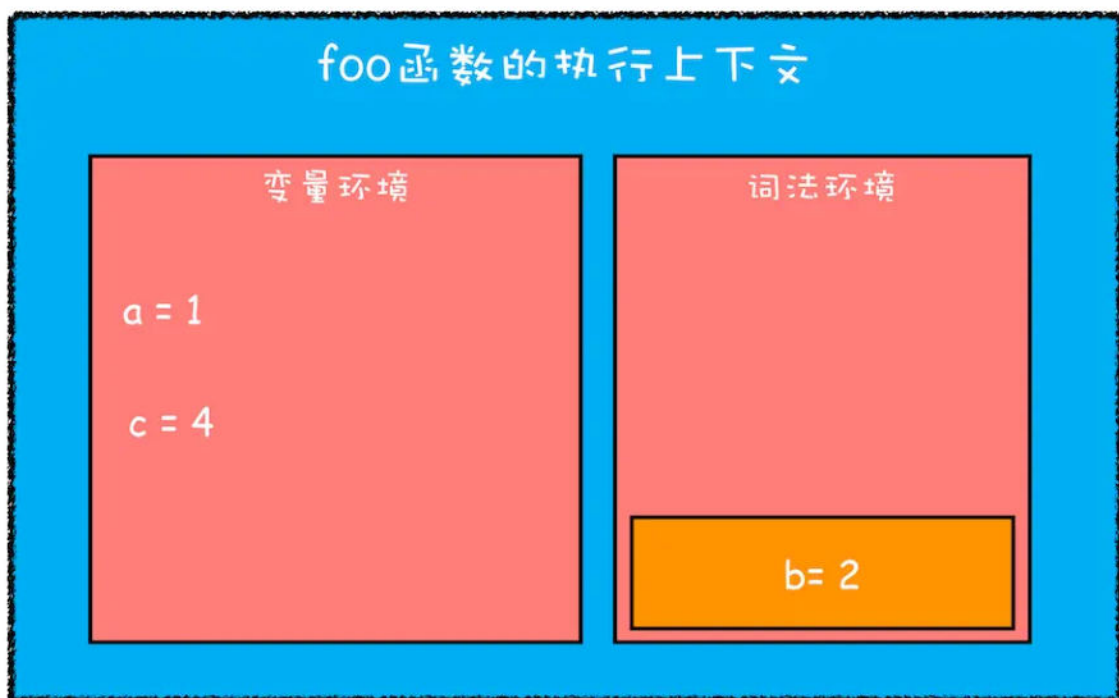 foo函数的执行上下文
变量环境
a = 1
c = 4
词法环境
b= 2